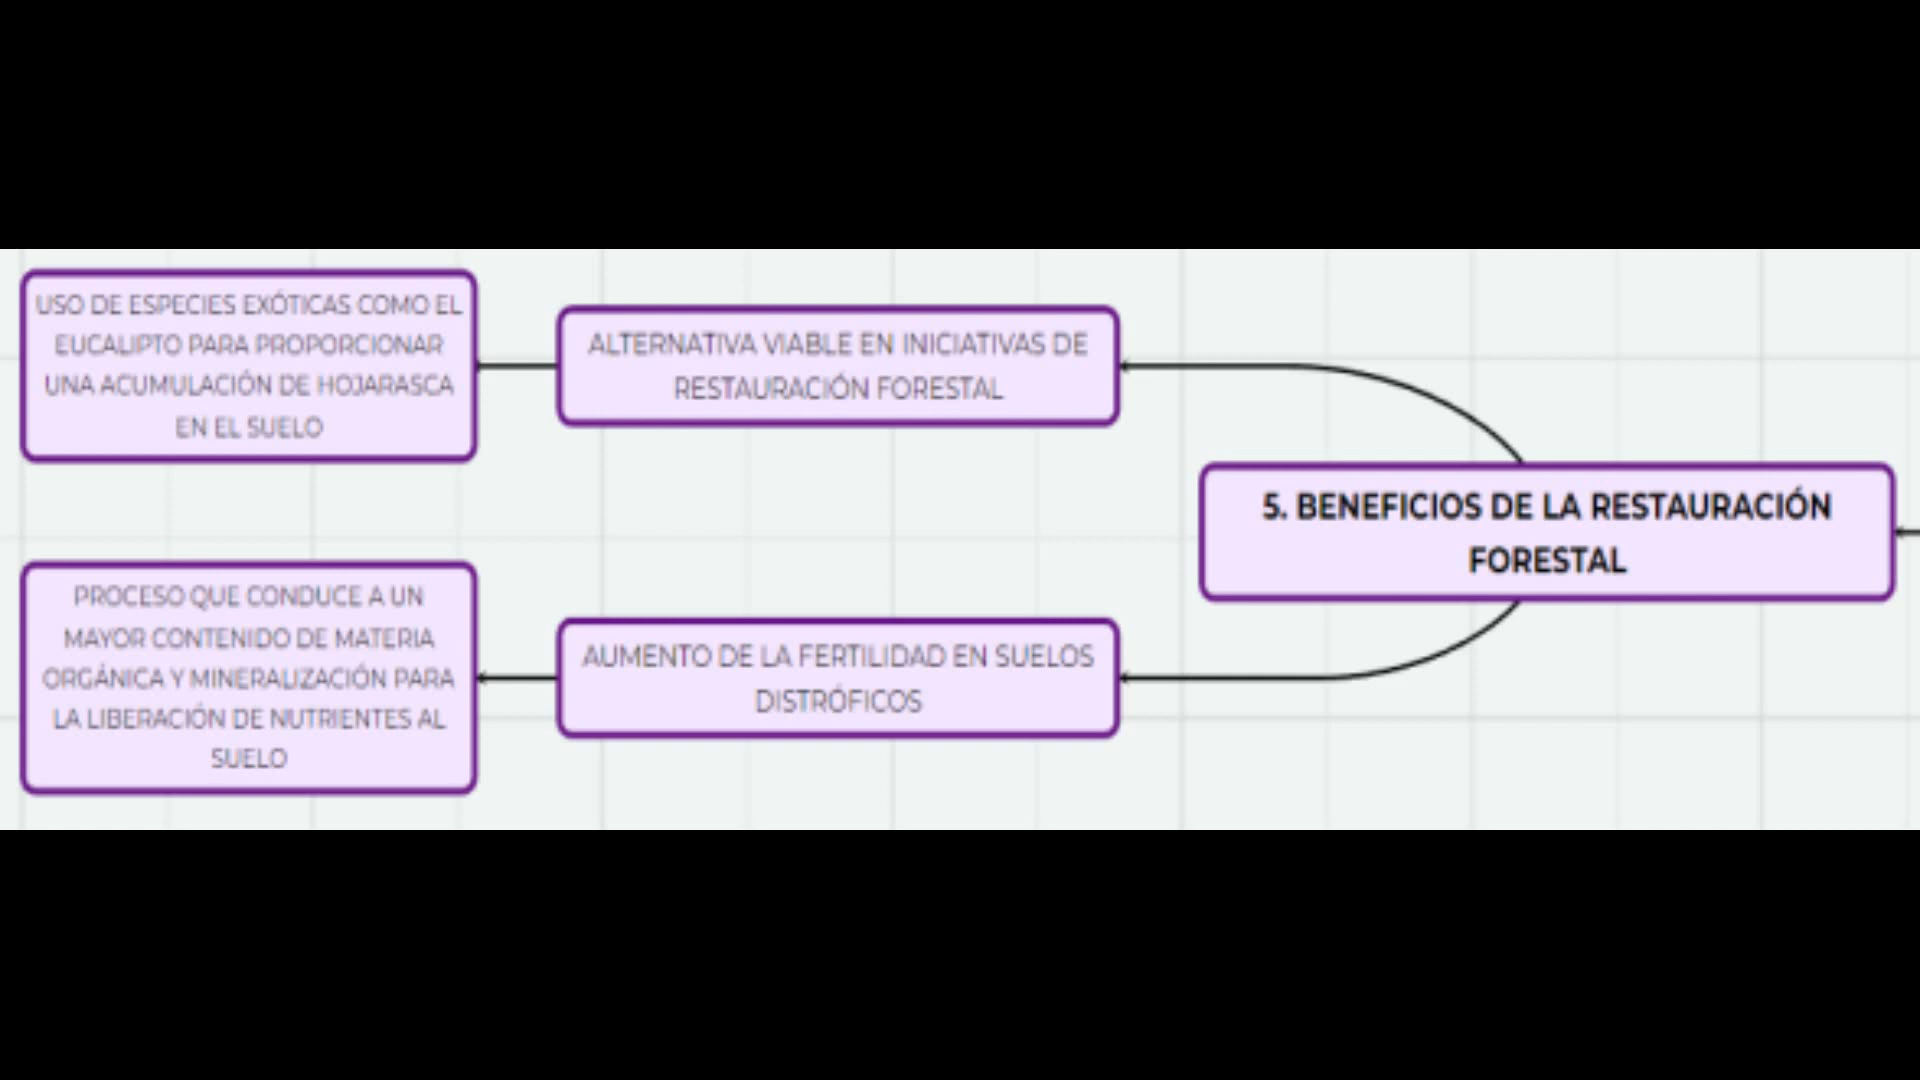 USO DE ESPECIES EXÓTICAS COMO EL
EUCALIPTO PARA PROPORCIONAR
UNA ACUMULACIÓN DE HOJARASCA
EN EL SUELO
ALTERNATIVA VIABLE EN INICIATIVAS DE
RESTAURACIÓN FORESTAL
5. BENEFICIOS DE LA RESTAURACIÓN
FORESTAL
PROCESO QUE CONDUCE A UN
MAYOR CONTENIDO DE MATERIA
ORGÁNICA Y MINERALIZACIÓN PARA
LA LIBERACIÓN DE NUTRIENTES AL
SUELO
AUMENTO DE LA FERTILIDAD EN SUELOS
DISTRÓFICOS